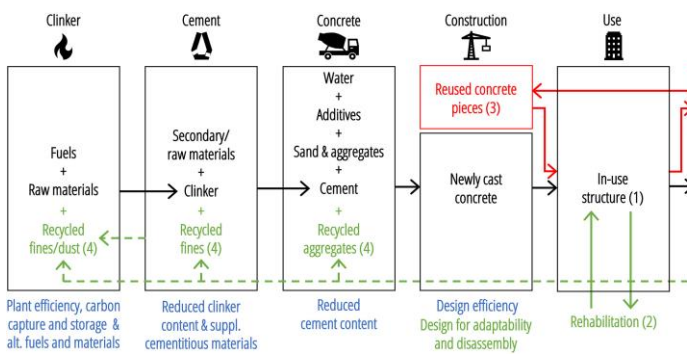 Clinker
Cement
Concrete
Construction
Use
Fuels
+
Raw materials
+
Recycled
fines/dust (4)
Secondary/
raw materials
+
Clinker
+
Recycled
fines (4)
Water
+
Additives
+
Sand & aggregates
+
Cement
+
Recycled
aggregates (4)
Reused concrete
pieces (3)
Newly cast
concrete
In-use
structure (1)
Plant efficiency, carbon
capture and storage &
alt. fuels and materials
Reduced clinker
content & suppl.
cementitious materials
Reduced
cement content
Design efficiency
Design for adaptability
and disassembly
Rehabilitation (2)